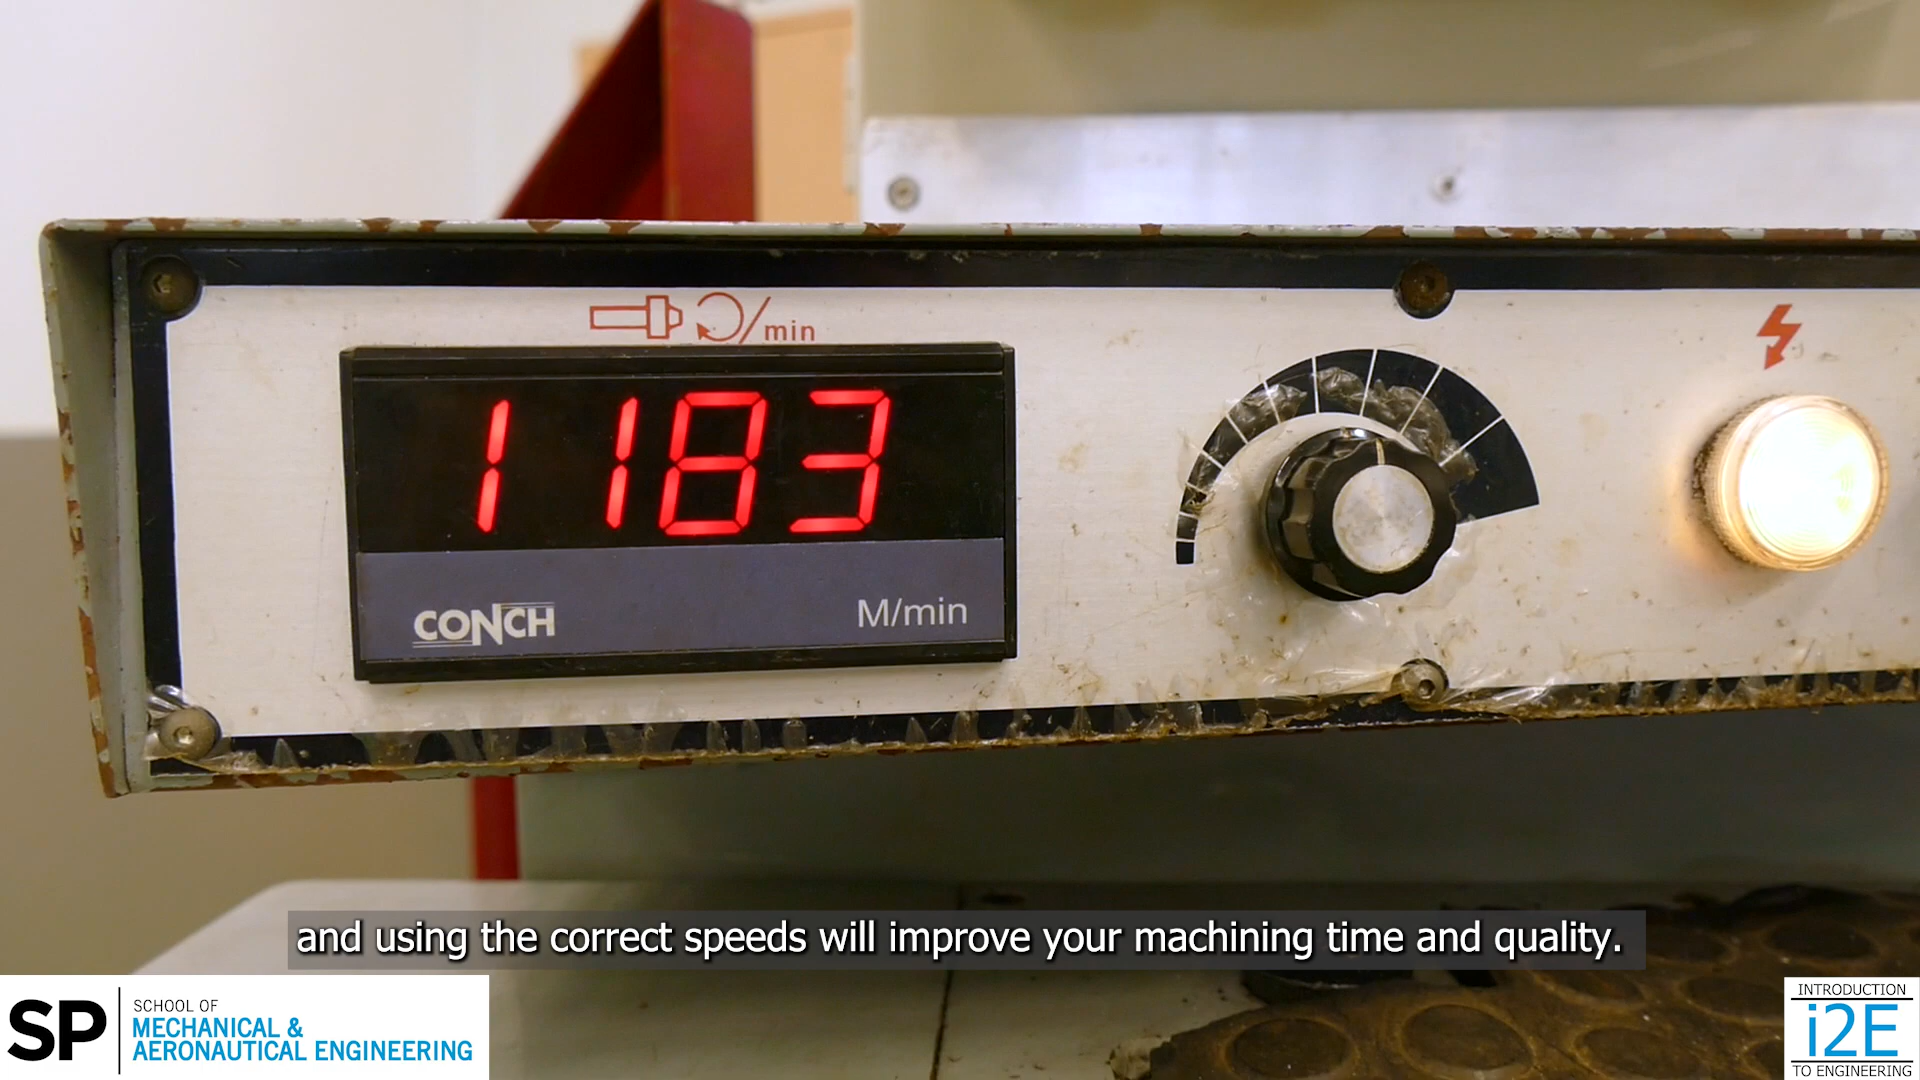 /min
1183
CONCH
M/min
and using the correct speeds will improve your machining time and quality.
SP
SCHOOL OF
MECHANICAL &
AERONAUTICAL ENGINEERING
INTRODUCTION
i2E
TO ENGINEERING